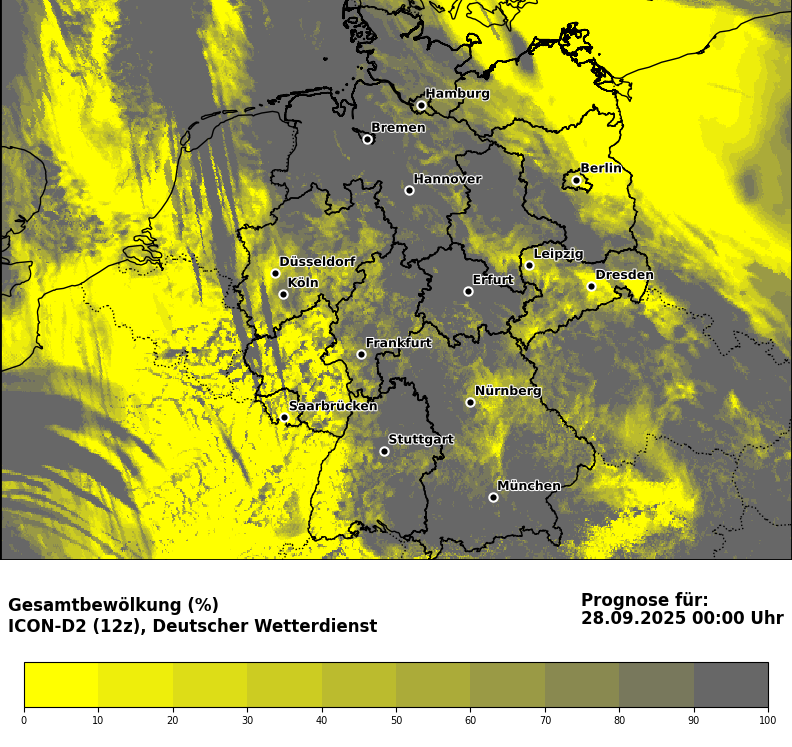 Hamburg
Bremen
Berlin
Hannover
Leipzig
Düsseldorf
Dresden
Köln
Erfurt
Frankfurt
Nürnberg
Saarbrücken
Stuttgart
München
Gesamtbewölkung (%)
ICON-D2 (12z), Deutscher Wetterdienst
Prognose für:
28.09.2025 00:00 Uhr
0 10 20 30 40 50 60 70 80 90 100